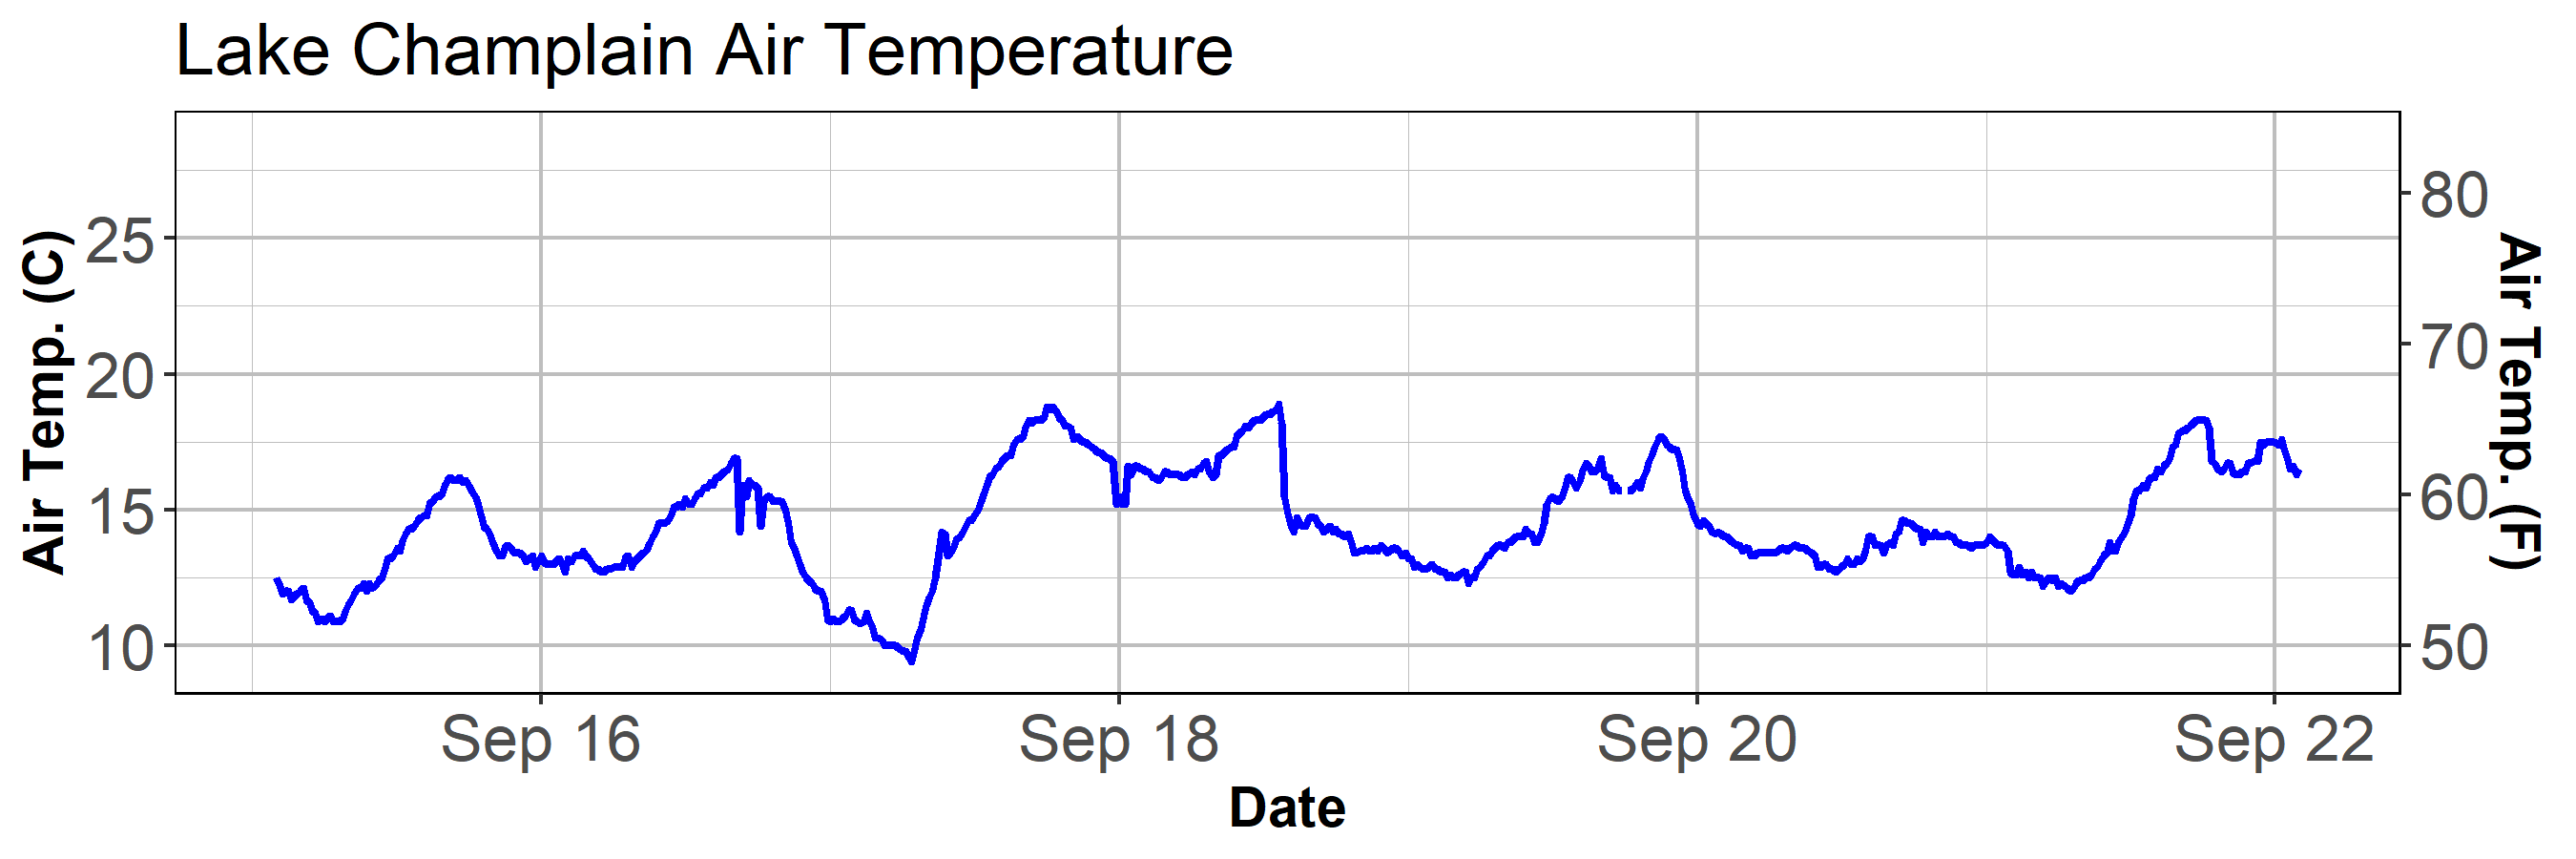 Lake Champlain Air Temperature
Air Temp. (C)
25
20
15
10
80
70
60
50
Air Temp. (F)
Sep 16 Sep 18 Sep 20 Sep 22
Date